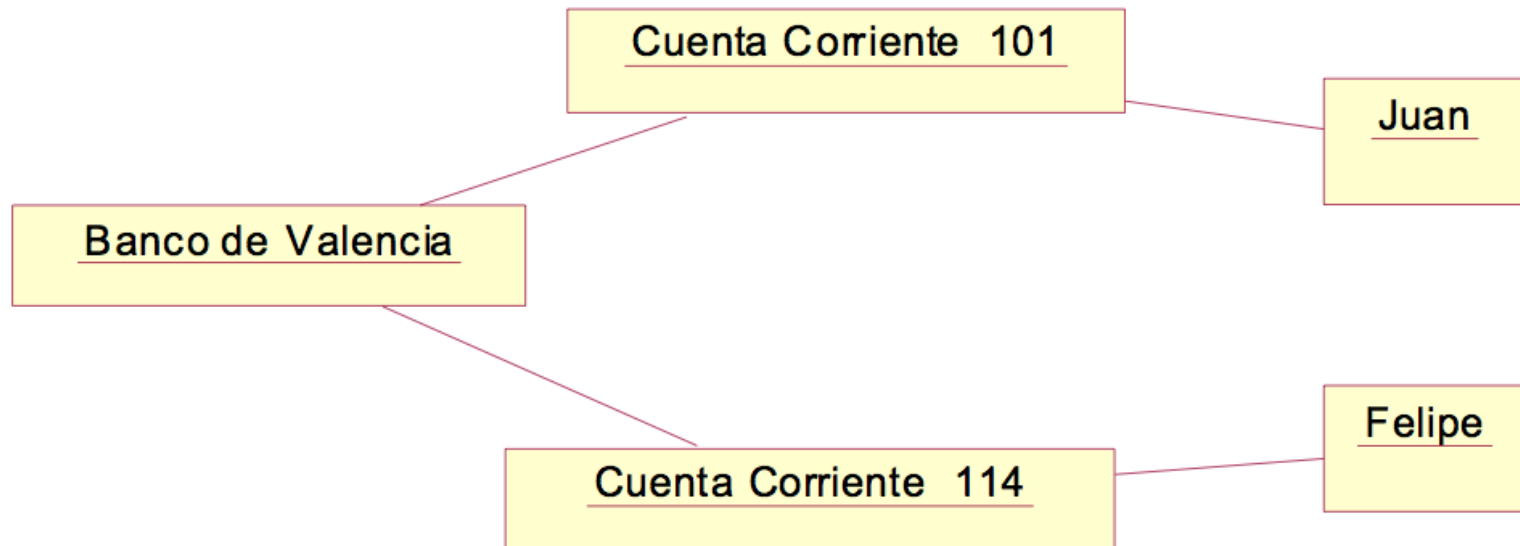 Cuenta Corriente 101
Juan
Banco de Valencia
Felipe
Cuenta Corriente 114